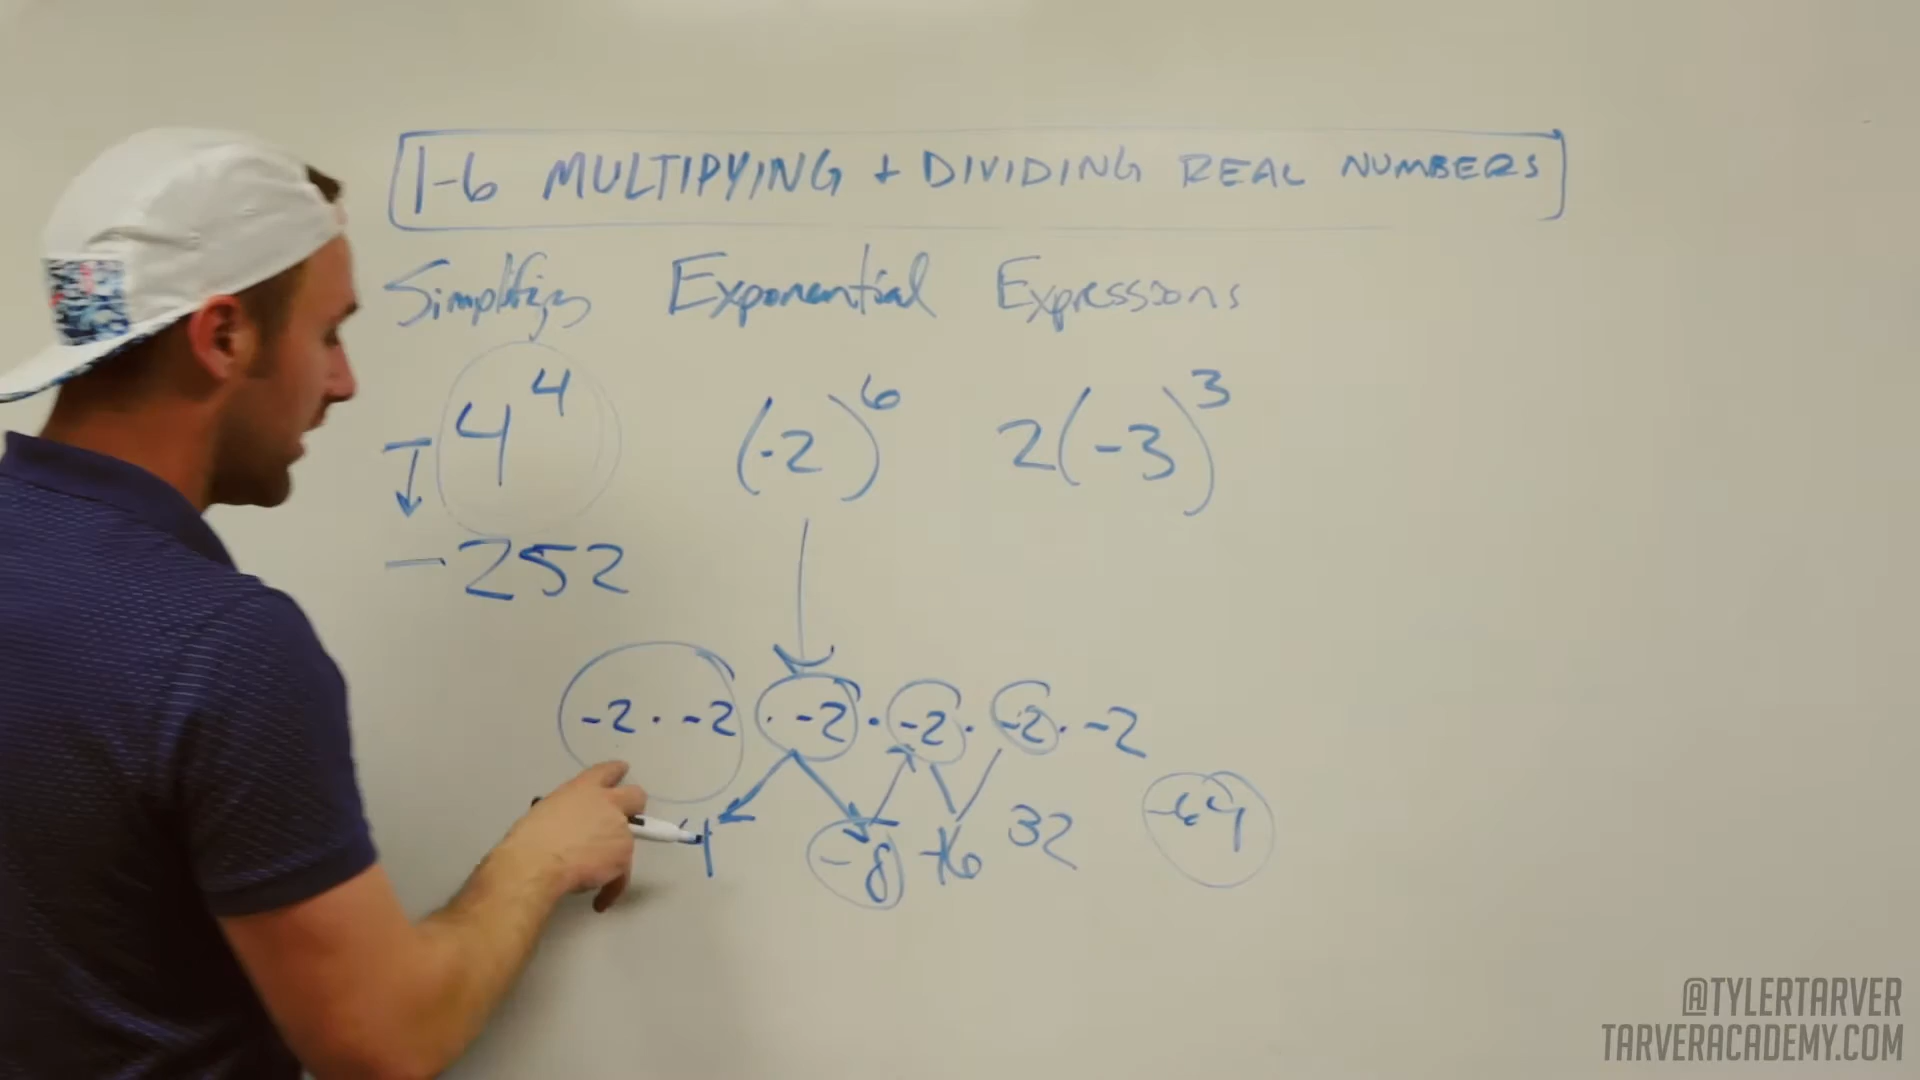 1-6 MULTIPYING + DIVIDING REAL NUMBERS
Simplify Exponential Expressions
-4^4 (-2)^6 2(-3)^3
-252
-2 · -2 · -2 · -2 · -2 · -2
4 -8 +16 32 -64
@TYLERTARVER
TARVERACADEMY.COM